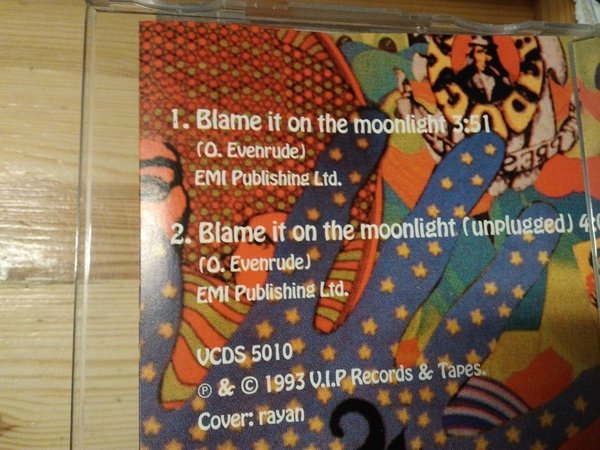 1. Blame it on the moonlight 3:51
(O. Evenrude)
EMI Publishing Ltd.
2. Blame it on the moonlight (unplugged)
(O. Evenrude)
EMI Publishing Ltd.
VCDS 5010
℗ & © 1993 V.I.P Records & Tapes.
Cover: rayan